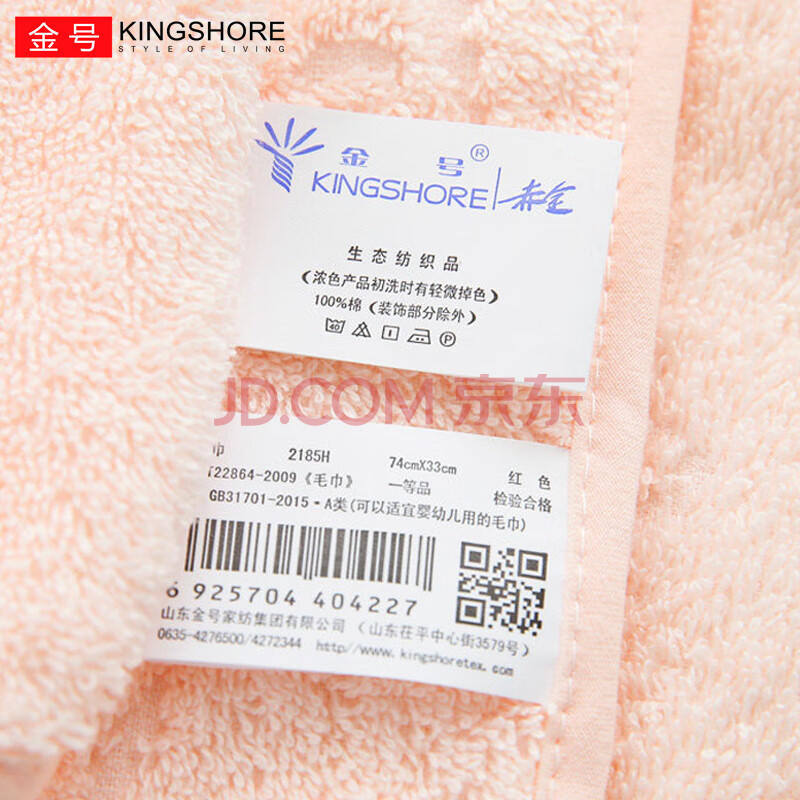 金号 KINGSHORE
STYLE OF LIVING
金 号®
KINGSHORE 赤金
生态纺织品
(浓色产品初洗时有轻微掉色)
100%棉 (装饰部分除外)
40
P
JD.COM 京东
巾 2185H 74cmX33cm 红 色
T22864-2009《毛巾》 一等品 检验合格
GB31701-2015·A类(可以适宜婴幼儿用的毛巾)
6 925704 404227
山东金号家纺集团有限公司 (山东茌平中心街3579号)
0635-4276500/4272344 http//www.kingshoretex.com